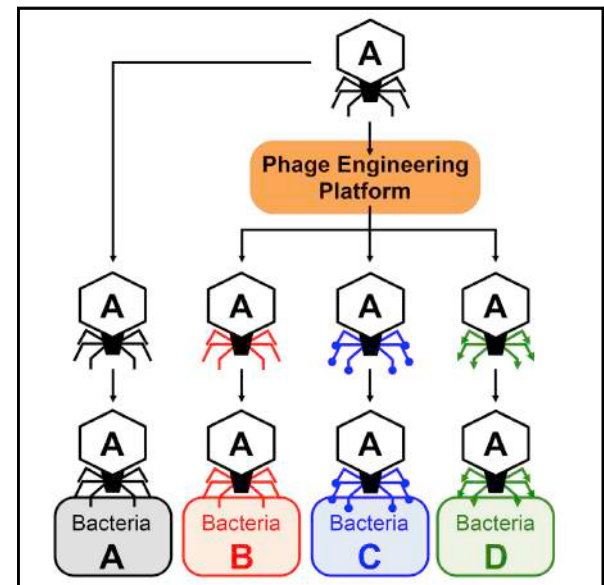 A
Phage Engineering
Platform
A A A A
A A A A
Bacteria Bacteria Bacteria Bacteria
A B C D